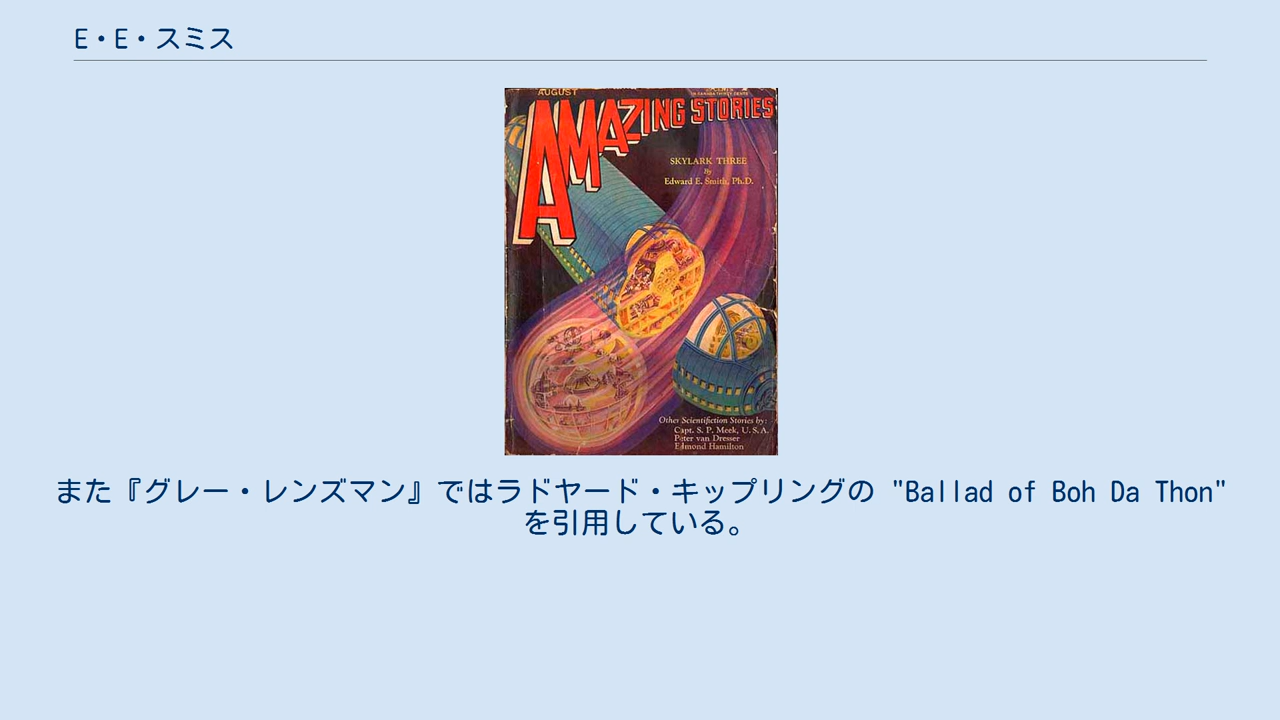 E・E・スミス
AUGUST
AMAZING STORIES
SKYLARK THREE
By
Edward E. Smith, Ph.D.
Other Scientifiction Stories by:
Capt. S. P. Meek, U.S.A.
Peter van Dresser
Edmond Hamilton
また『グレー・レンズマン』ではラドヤード・キップリングの "Ballad of Boh Da Thon"
を引用している。